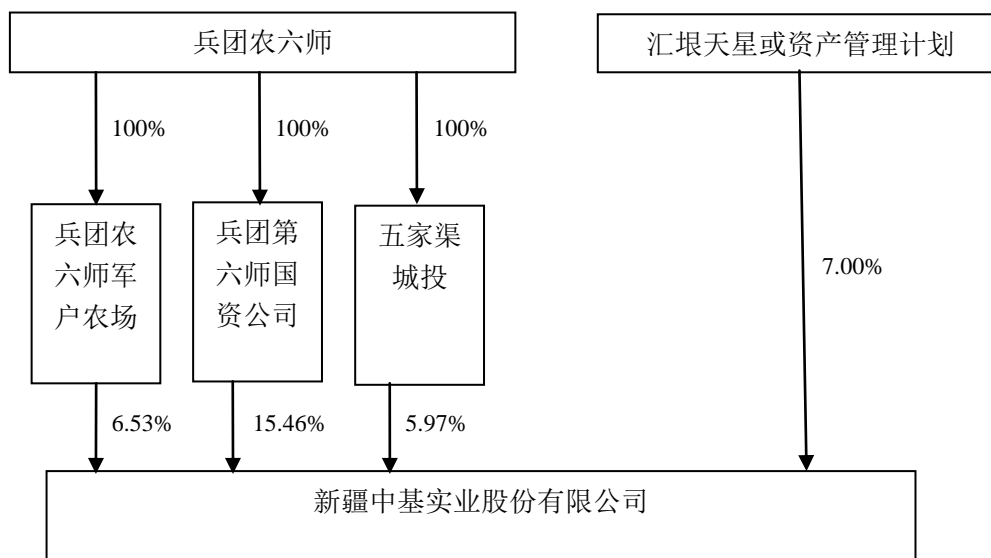 兵团农六师
汇垠天星或资产管理计划
100%
100%
100%
兵团农
六师军
户农场
兵团第
六师国
资公司
五家渠
城投
7.00%
6.53%
15.46%
5.97%
新疆中基实业股份有限公司